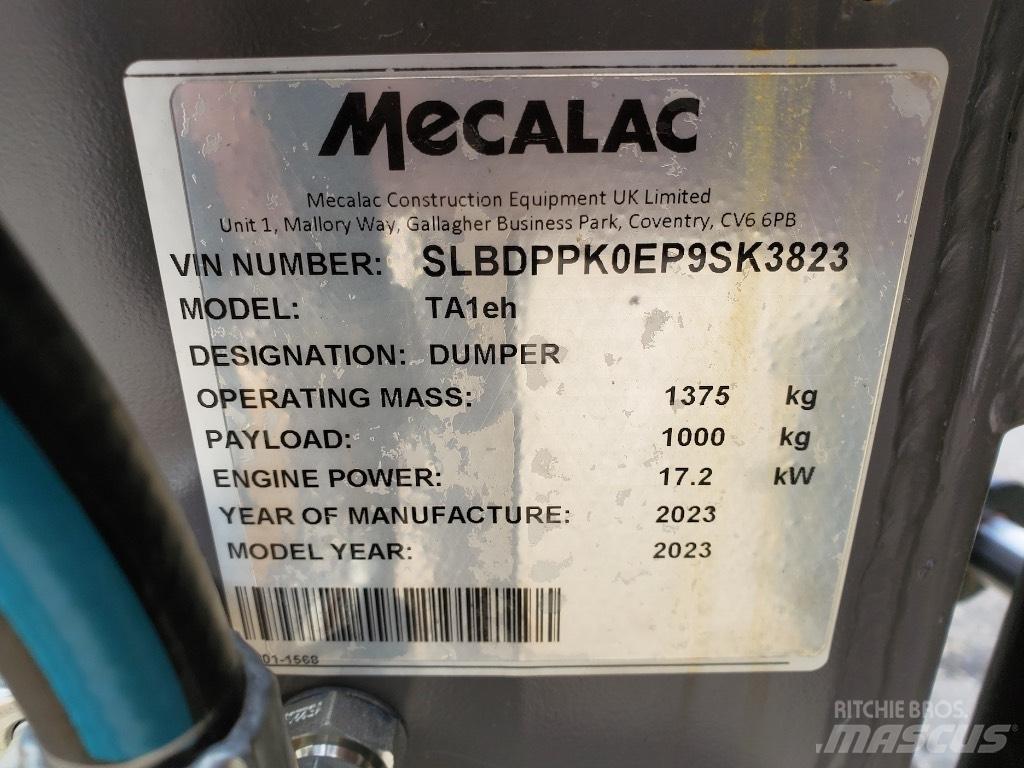 MECALAC
Mecalac Construction Equipment UK Limited
Unit 1, Mallory Way, Gallagher Business Park, Coventry, CV6 6PB
VIN NUMBER: SLBDPPK0EP9SK3823
MODEL: TA1eh
DESIGNATION: DUMPER
OPERATING MASS: 1375 kg
PAYLOAD: 1000 kg
ENGINE POWER: 17.2 kW
YEAR OF MANUFACTURE: 2023
MODEL YEAR: 2023
01-1568
RITCHIE BROS.
MASCUS